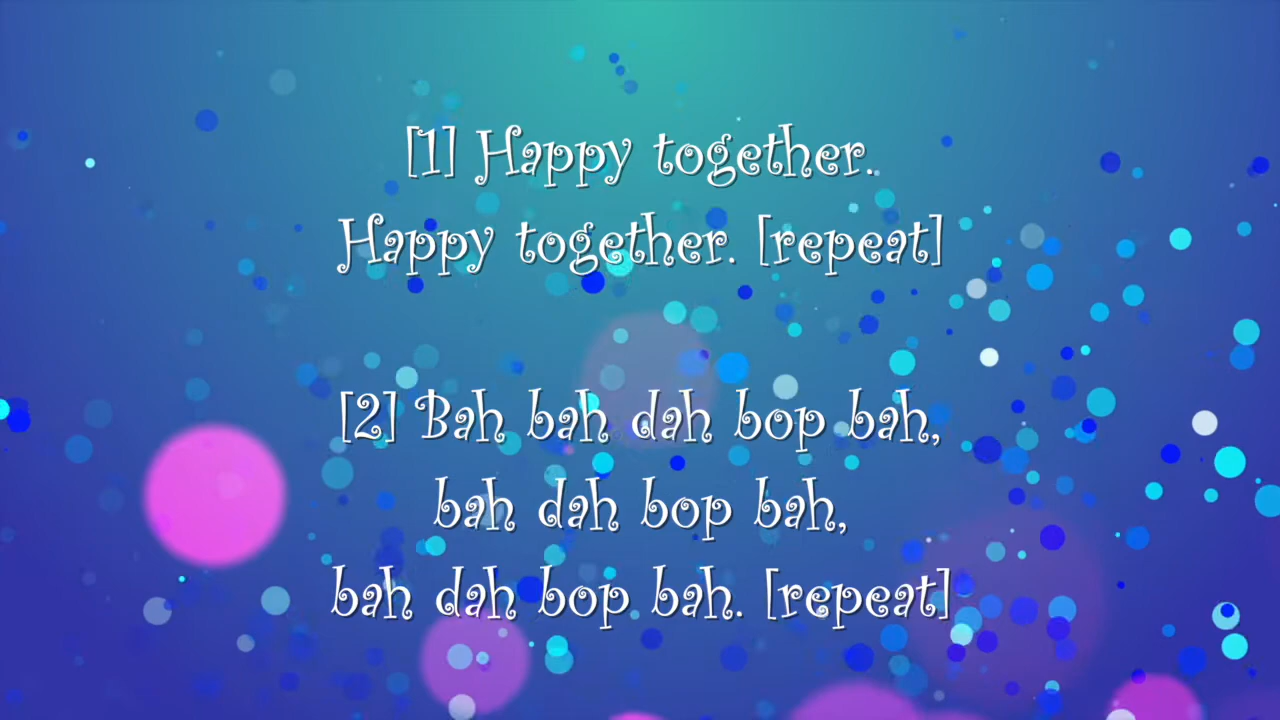 [1] Happy together.
Happy together. [repeat]
[2] Bah bah dah bop bah,
bah dah bop bah,
bah dah bop bah. [repeat]